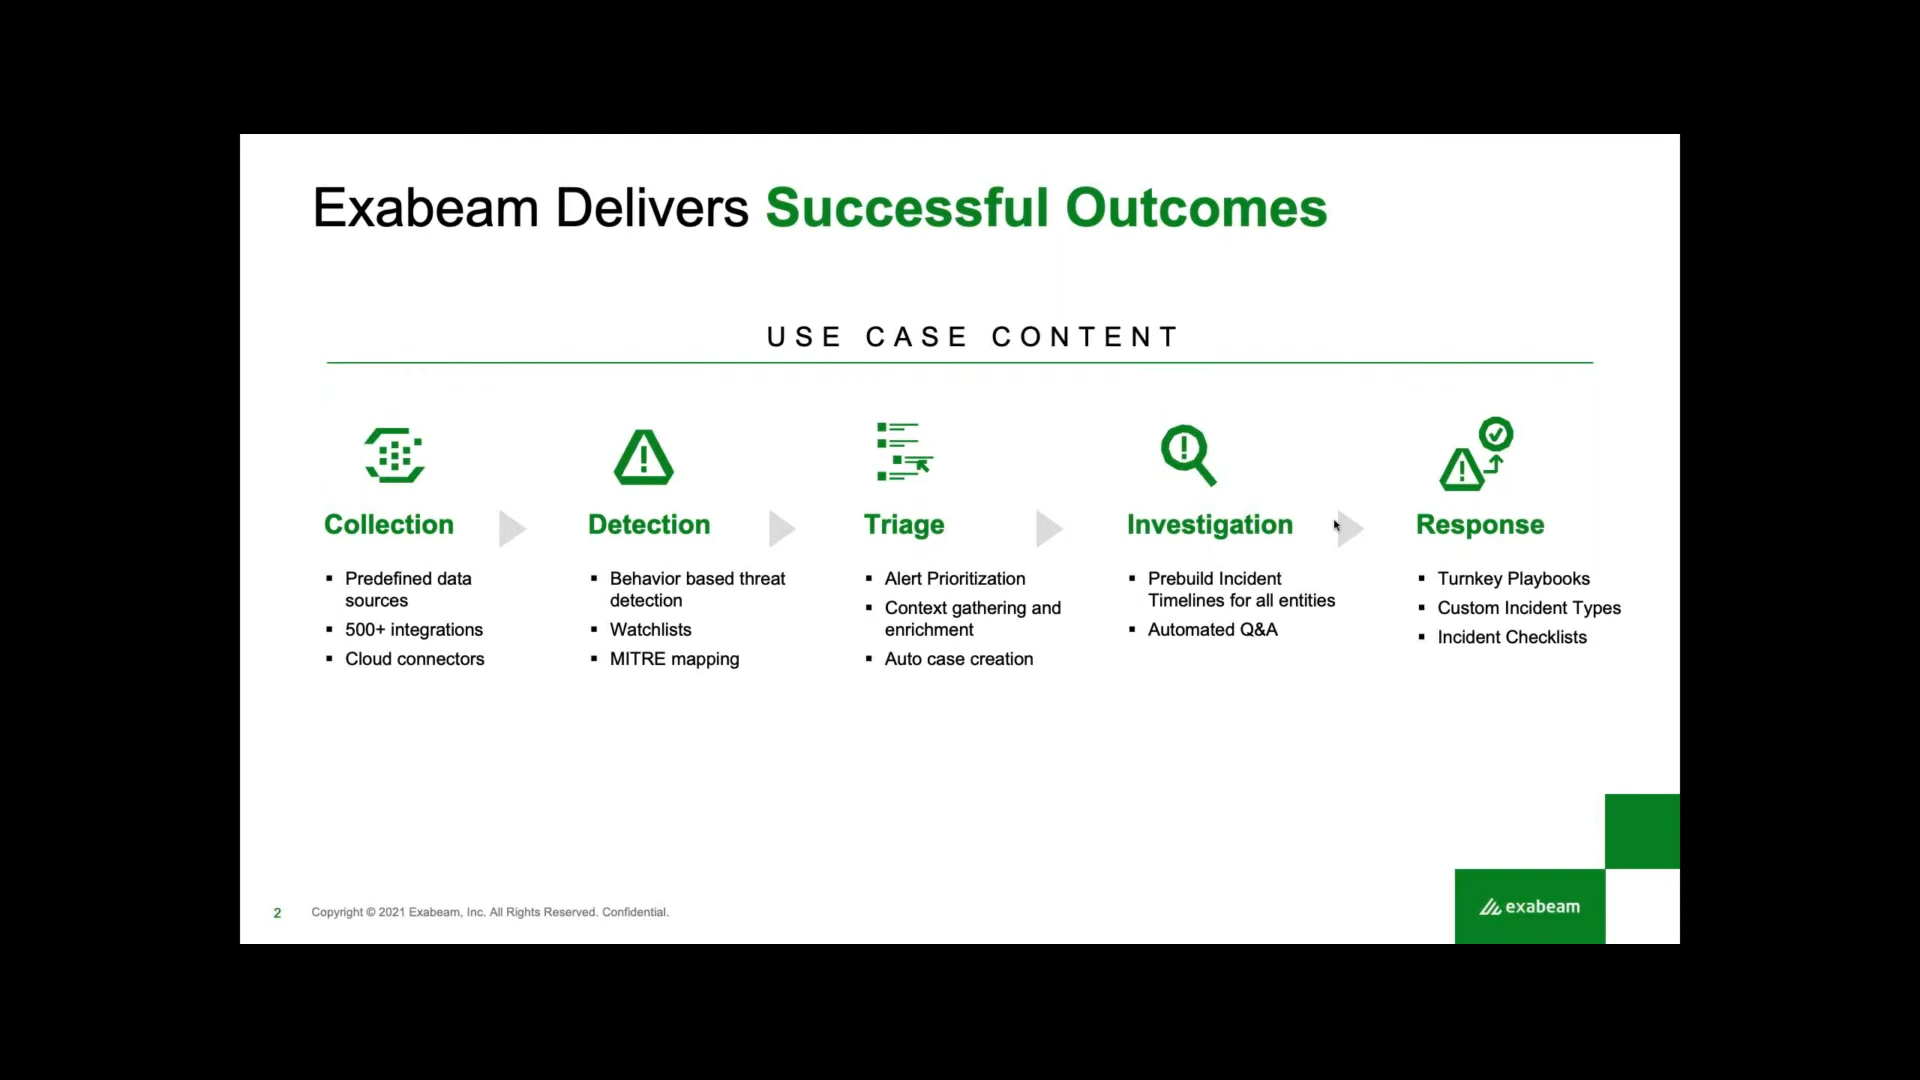 Exabeam Delivers Successful Outcomes
USE CASE CONTENT
Collection
Predefined data
sources
500+ integrations
Cloud connectors
Detection
Behavior based threat
detection
Watchlists
MITRE mapping
Triage
Alert Prioritization
Context gathering and
enrichment
Auto case creation
Investigation
Prebuild Incident
Timelines for all entities
Automated Q&A
Response
Turnkey Playbooks
Custom Incident Types
Incident Checklists
2
Copyright © 2021 Exabeam, Inc. All Rights Reserved. Confidential.
exabeam